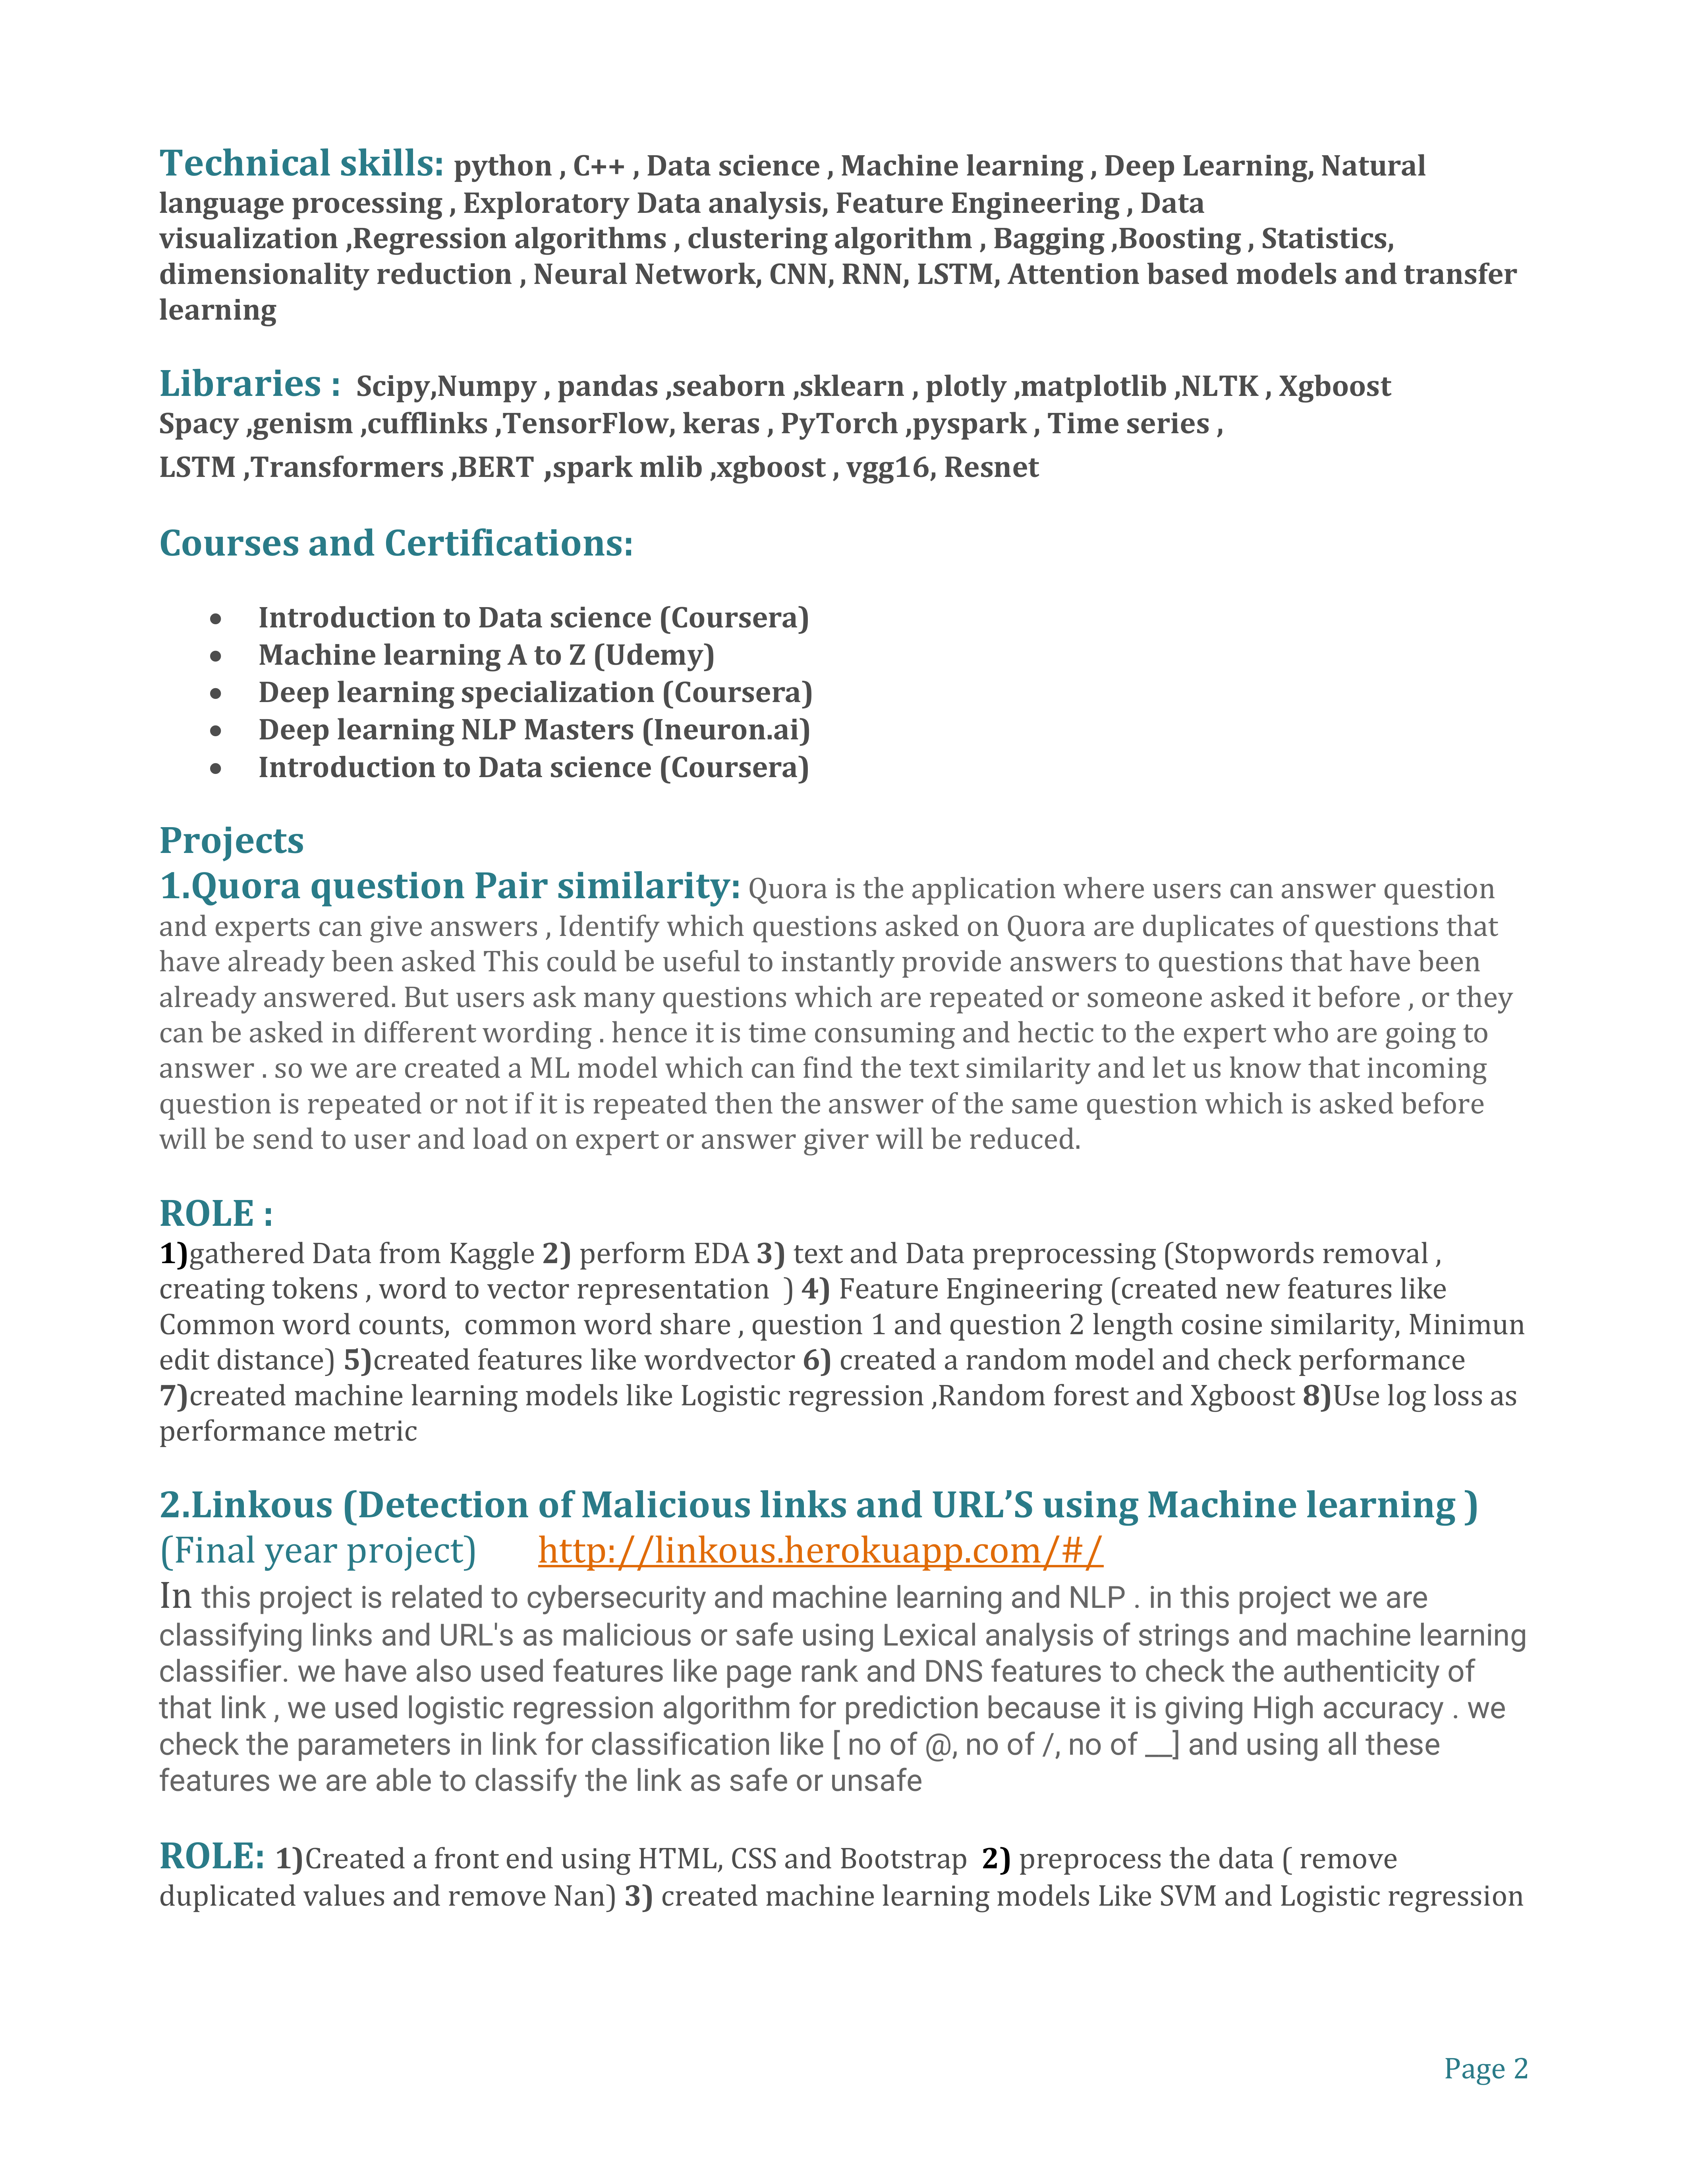 Technical skills: python , C++ , Data science , Machine learning , Deep Learning, Natural
language processing , Exploratory Data analysis, Feature Engineering , Data
visualization ,Regression algorithms , clustering algorithm , Bagging ,Boosting , Statistics,
dimensionality reduction , Neural Network, CNN, RNN, LSTM, Attention based models and transfer
learning
Libraries : Scipy,Numpy , pandas ,seaborn ,sklearn , plotly ,matplotlib ,NLTK , Xgboost
Spacy ,genism ,cufflinks ,TensorFlow, keras , PyTorch ,pyspark , Time series ,
LSTM ,Transformers ,BERT ,spark mlib ,xgboost , vgg16, Resnet
Courses and Certifications:
• Introduction to Data science (Coursera)
• Machine learning A to Z (Udemy)
• Deep learning specialization (Coursera)
• Deep learning NLP Masters (Ineuron.ai)
• Introduction to Data science (Coursera)
Projects
1.Quora question Pair similarity: Quora is the application where users can answer question
and experts can give answers , Identify which questions asked on Quora are duplicates of questions that
have already been asked This could be useful to instantly provide answers to questions that have been
already answered. But users ask many questions which are repeated or someone asked it before , or they
can be asked in different wording . hence it is time consuming and hectic to the expert who are going to
answer . so we are created a ML model which can find the text similarity and let us know that incoming
question is repeated or not if it is repeated then the answer of the same question which is asked before
will be send to user and load on expert or answer giver will be reduced.
ROLE :
1)gathered Data from Kaggle 2) perform EDA 3) text and Data preprocessing (Stopwords removal ,
creating tokens , word to vector representation ) 4) Feature Engineering (created new features like
Common word counts, common word share , question 1 and question 2 length cosine similarity, Minimun
edit distance) 5)created features like wordvector 6) created a random model and check performance
7)created machine learning models like Logistic regression ,Random forest and Xgboost 8)Use log loss as
performance metric
2.Linkous (Detection of Malicious links and URL’S using Machine learning )
(Final year project) http://linkous.herokuapp.com/#/
In this project is related to cybersecurity and machine learning and NLP . in this project we are
classifying links and URL's as malicious or safe using Lexical analysis of strings and machine learning
classifier. we have also used features like page rank and DNS features to check the authenticity of
that link , we used logistic regression algorithm for prediction because it is giving High accuracy . we
check the parameters in link for classification like [ no of @, no of /, no of __] and using all these
features we are able to classify the link as safe or unsafe
ROLE: 1)Created a front end using HTML, CSS and Bootstrap 2) preprocess the data ( remove
duplicated values and remove Nan) 3) created machine learning models Like SVM and Logistic regression
Page 2